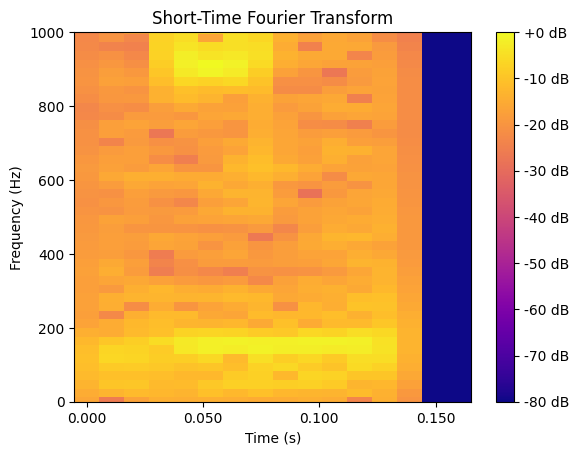 Short-Time Fourier Transform
1000
800
600
400
200
0
Frequency (Hz)
0.000
0.050
0.100
0.150
Time (s)
+0 dB
-10 dB
-20 dB
-30 dB
-40 dB
-50 dB
-60 dB
-70 dB
-80 dB